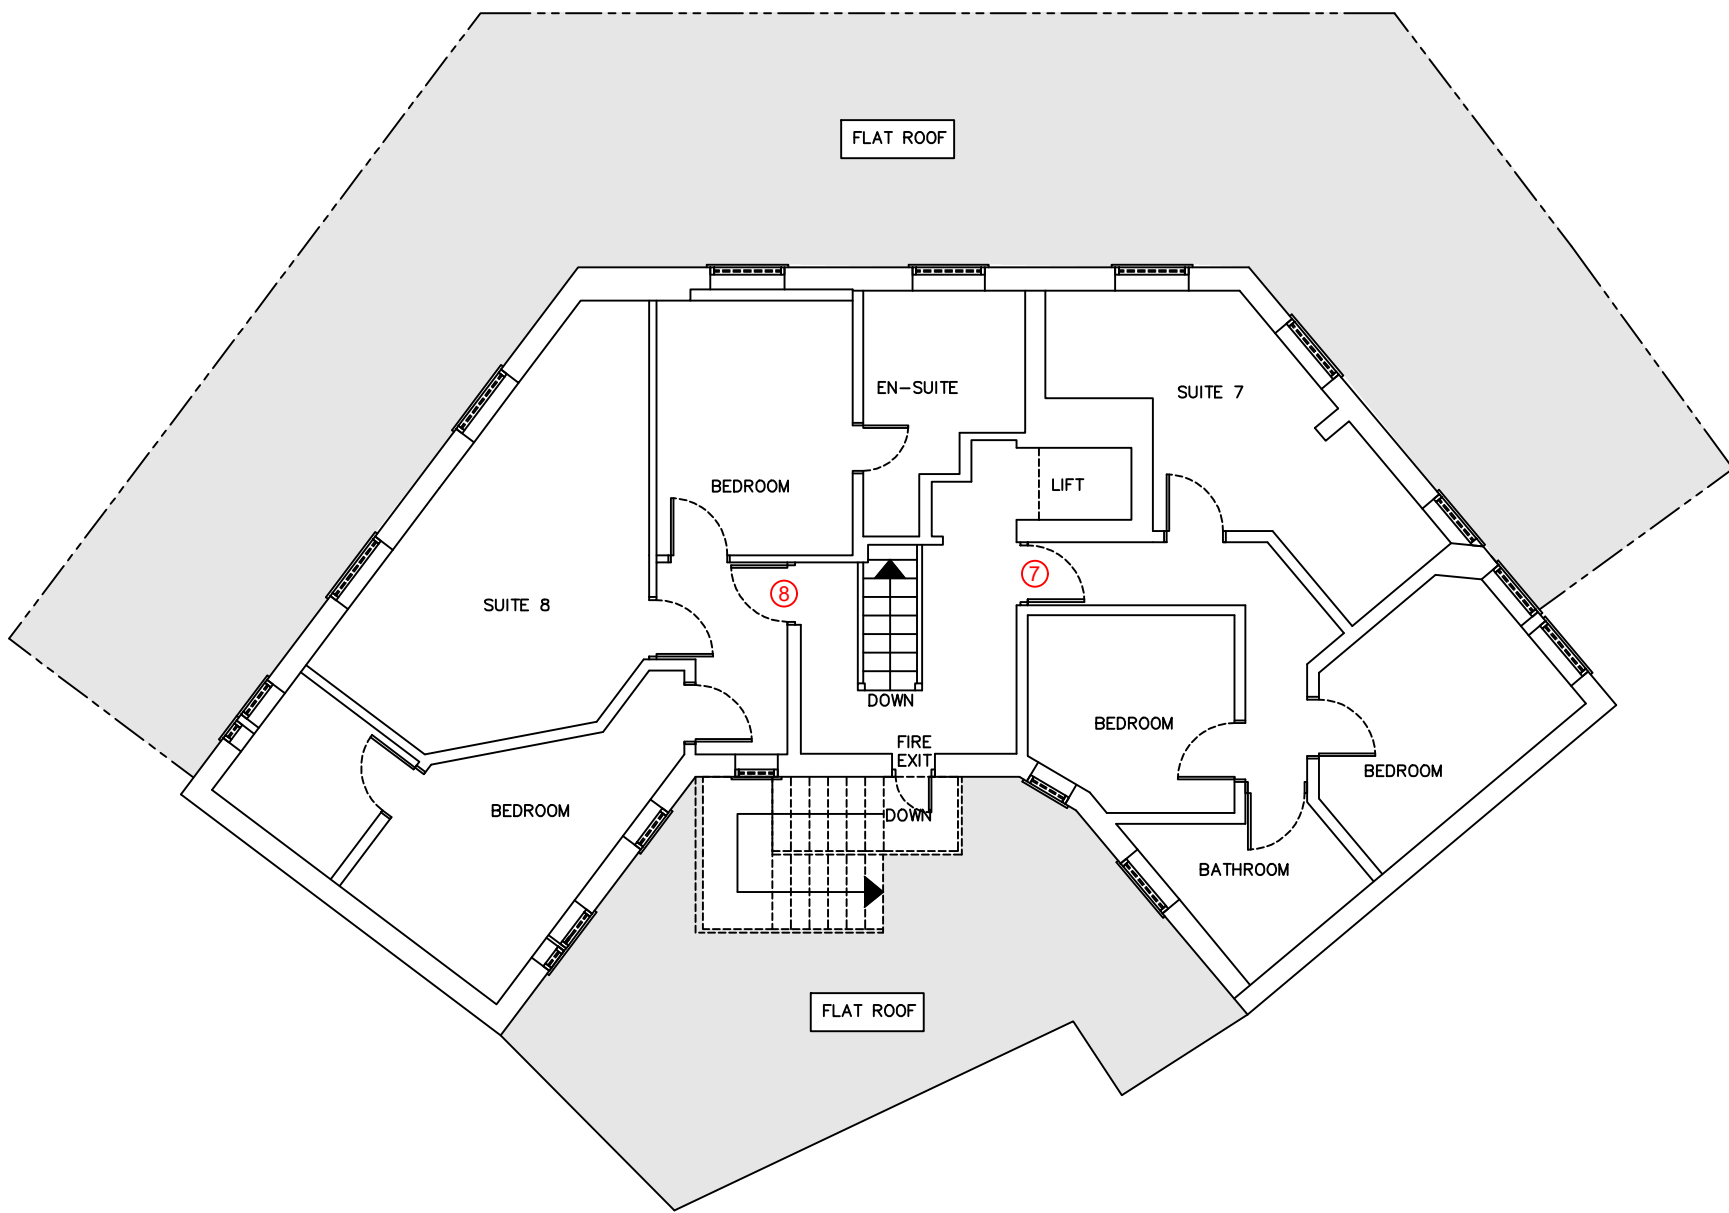 FLAT ROOF
EN-SUITE
SUITE 7
BEDROOM
LIFT
7
8
SUITE 8
DOWN
BEDROOM
FIRE
EXIT
BEDROOM
BEDROOM
DOWN
BATHROOM
FLAT ROOF